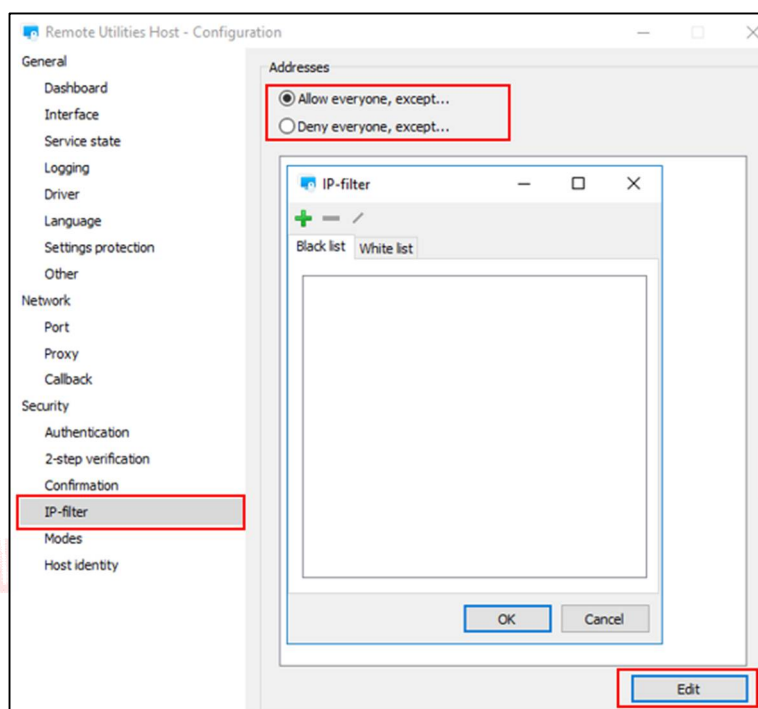 Remote Utilities Host - Configuration
General
Dashboard
Interface
Service state
Logging
Driver
Language
Settings protection
Other
Network
Port
Proxy
Callback
Security
Authentication
2-step verification
Confirmation
IP-filter
Modes
Host identity
Addresses
Allow everyone, except...
Deny everyone, except...
IP-filter
Black list White list
OK Cancel
Edit